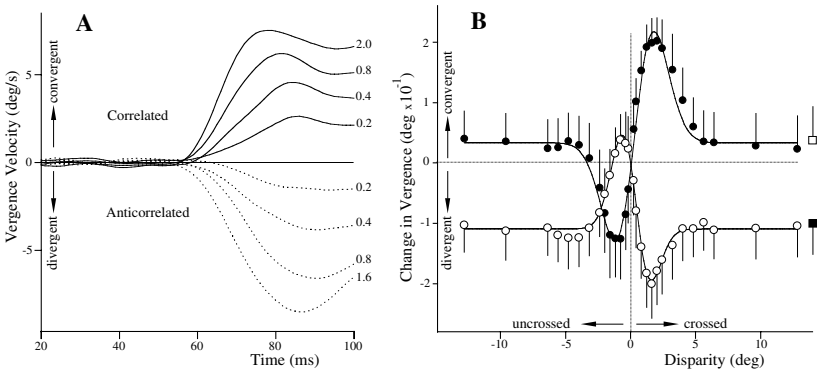 A
Vergence Velocity (deg/s)
convergent
divergent
5
0
-5
Correlated
Anticorrelated
2.0
0.8
0.4
0.2
0.2
0.4
0.8
1.6
20
40
60
80
100
Time (ms)
B
Change in Vergence (deg x10-1)
convergent
divergent
2
1
0
-1
-2
uncrossed
crossed
-10
-5
0
5
10
Disparity (deg)